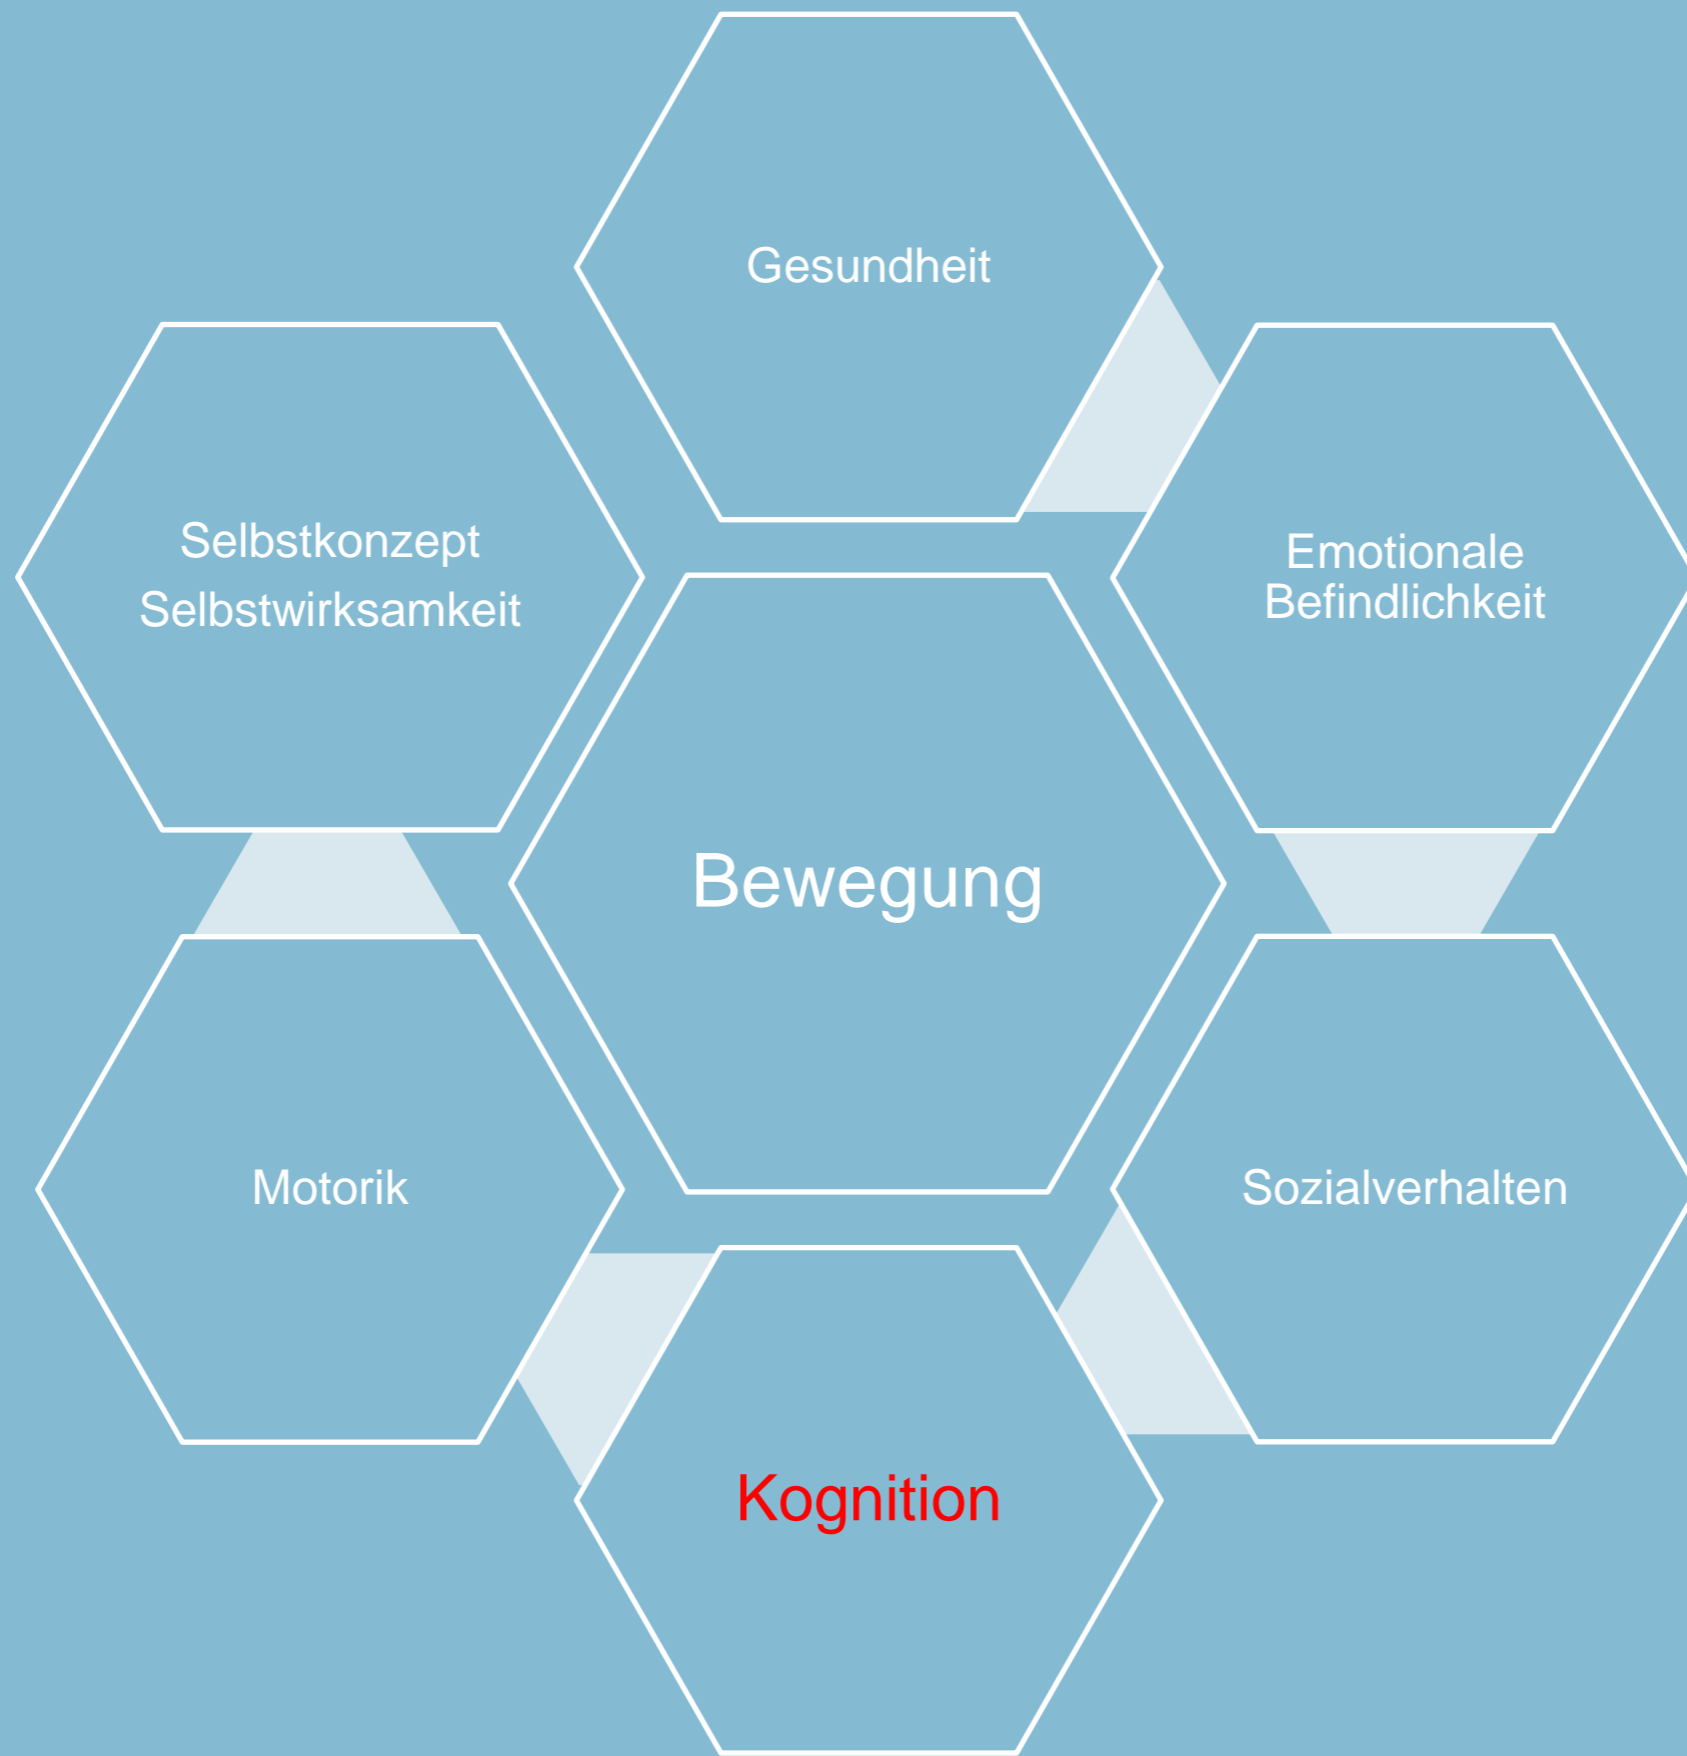 Gesundheit
Selbstkonzept
Selbstwirksamkeit
Emotionale
Befindlichkeit
Bewegung
Motorik
Sozialverhalten
Kognition